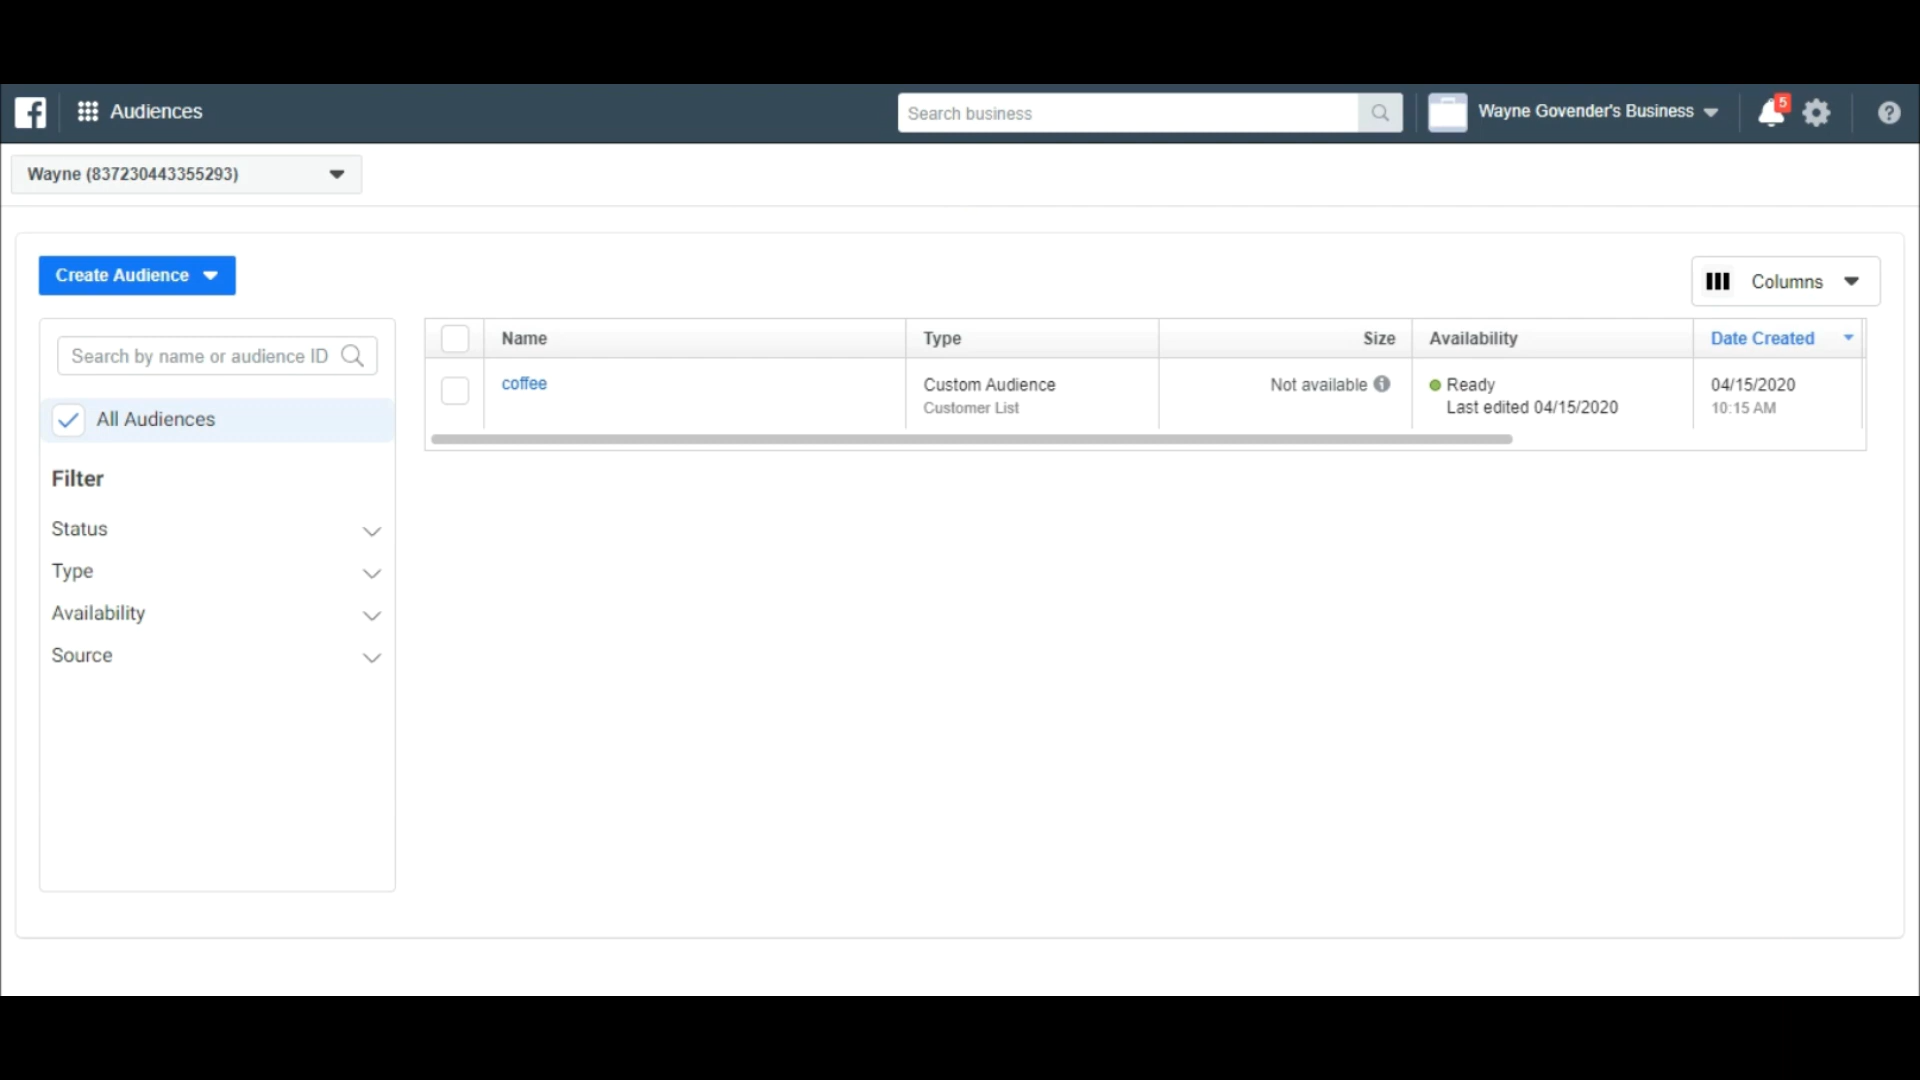 Audiences
Search business
Wayne Govender's Business
5
Wayne (837230443355293)
Create Audience
Columns
Search by name or audience ID
All Audiences
Filter
Status
Type
Availability
Source
Name Type Size Availability Date Created
coffee Custom Audience Not available Ready 04/15/2020
Customer List Last edited 04/15/2020 10:15 AM